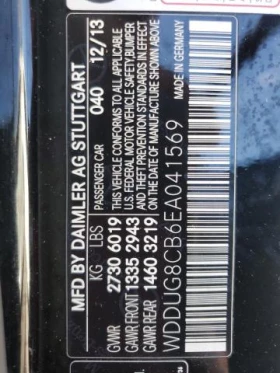 MFD BY DAIMLER AG STUTTGART
PASSENGER CAR 040 12/13
THIS VEHICLE CONFORMS TO ALL APPLICABLE
U.S. FEDERAL MOTOR VEHICLE SAFETY, BUMPER
AND THEFT PREVENTION STANDARDS IN EFFECT
ON THE DATE OF MANUFACTURE SHOWN ABOVE.
KG LBS
GVWR 2730 6019
GAWR FRONT 1335 2943
GAWR REAR 1460 3219
MADE IN GERMANY
WDDUG8CB6EA041569